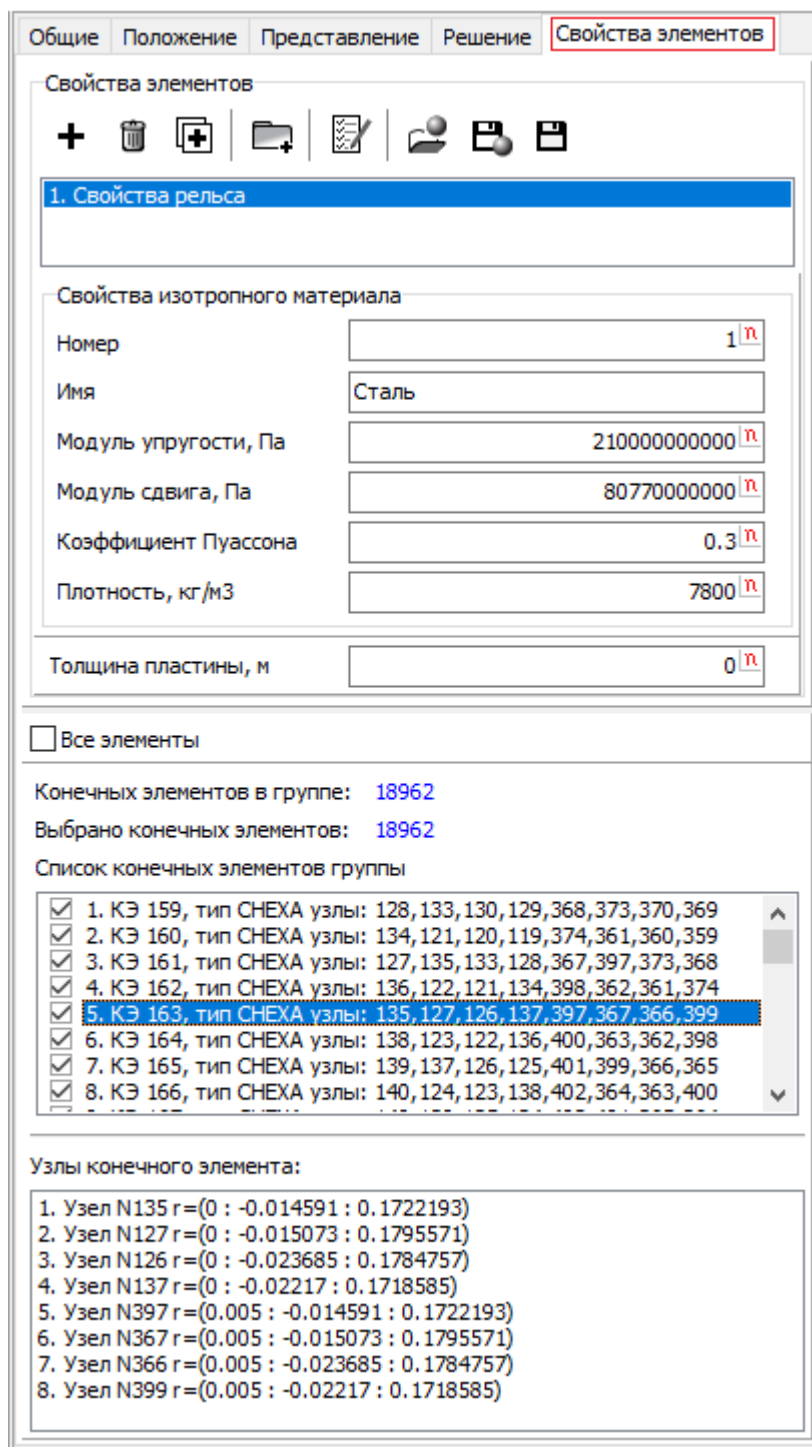 Общие Положение Представление Решение Свойства элементов
Свойства элементов
1. Свойства рельса
Свойства изотропного материала
Номер 1 n
Имя Сталь
Модуль упругости, Па 210000000000 n
Модуль сдвига, Па 80770000000 n
Коэффициент Пуассона 0.3 n
Плотность, кг/м3 7800 n
Толщина пластины, м 0 n
Все элементы
Конечных элементов в группе: 18962
Выбрано конечных элементов: 18962
Список конечных элементов группы
1. КЭ 159, тип CHEXA узлы: 128,133,130,129,368,373,370,369
2. КЭ 160, тип CHEXA узлы: 134,121,120,119,374,361,360,359
3. КЭ 161, тип CHEXA узлы: 127,135,133,128,367,397,373,368
4. КЭ 162, тип CHEXA узлы: 136,122,121,134,398,362,361,374
5. КЭ 163, тип CHEXA узлы: 135,127,126,137,397,367,366,399
6. КЭ 164, тип CHEXA узлы: 138,123,122,136,400,363,362,398
7. КЭ 165, тип CHEXA узлы: 139,137,126,125,401,399,366,365
8. КЭ 166, тип CHEXA узлы: 140,124,123,138,402,364,363,400
Узлы конечного элемента:
1. Узел N135 r=(0 : -0.014591 : 0.1722193)
2. Узел N127 r=(0 : -0.015073 : 0.1795571)
3. Узел N126 r=(0 : -0.023685 : 0.1784757)
4. Узел N137 r=(0 : -0.02217 : 0.1718585)
5. Узел N397 r=(0.005 : -0.014591 : 0.1722193)
6. Узел N367 r=(0.005 : -0.015073 : 0.1795571)
7. Узел N366 r=(0.005 : -0.023685 : 0.1784757)
8. Узел N399 r=(0.005 : -0.02217 : 0.1718585)